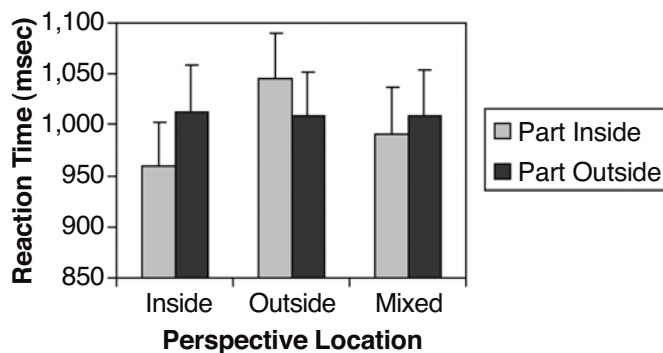 1,100
1,050
1,000
950
900
850
Reaction Time (msec)
Inside Outside Mixed
Perspective Location
Part Inside
Part Outside